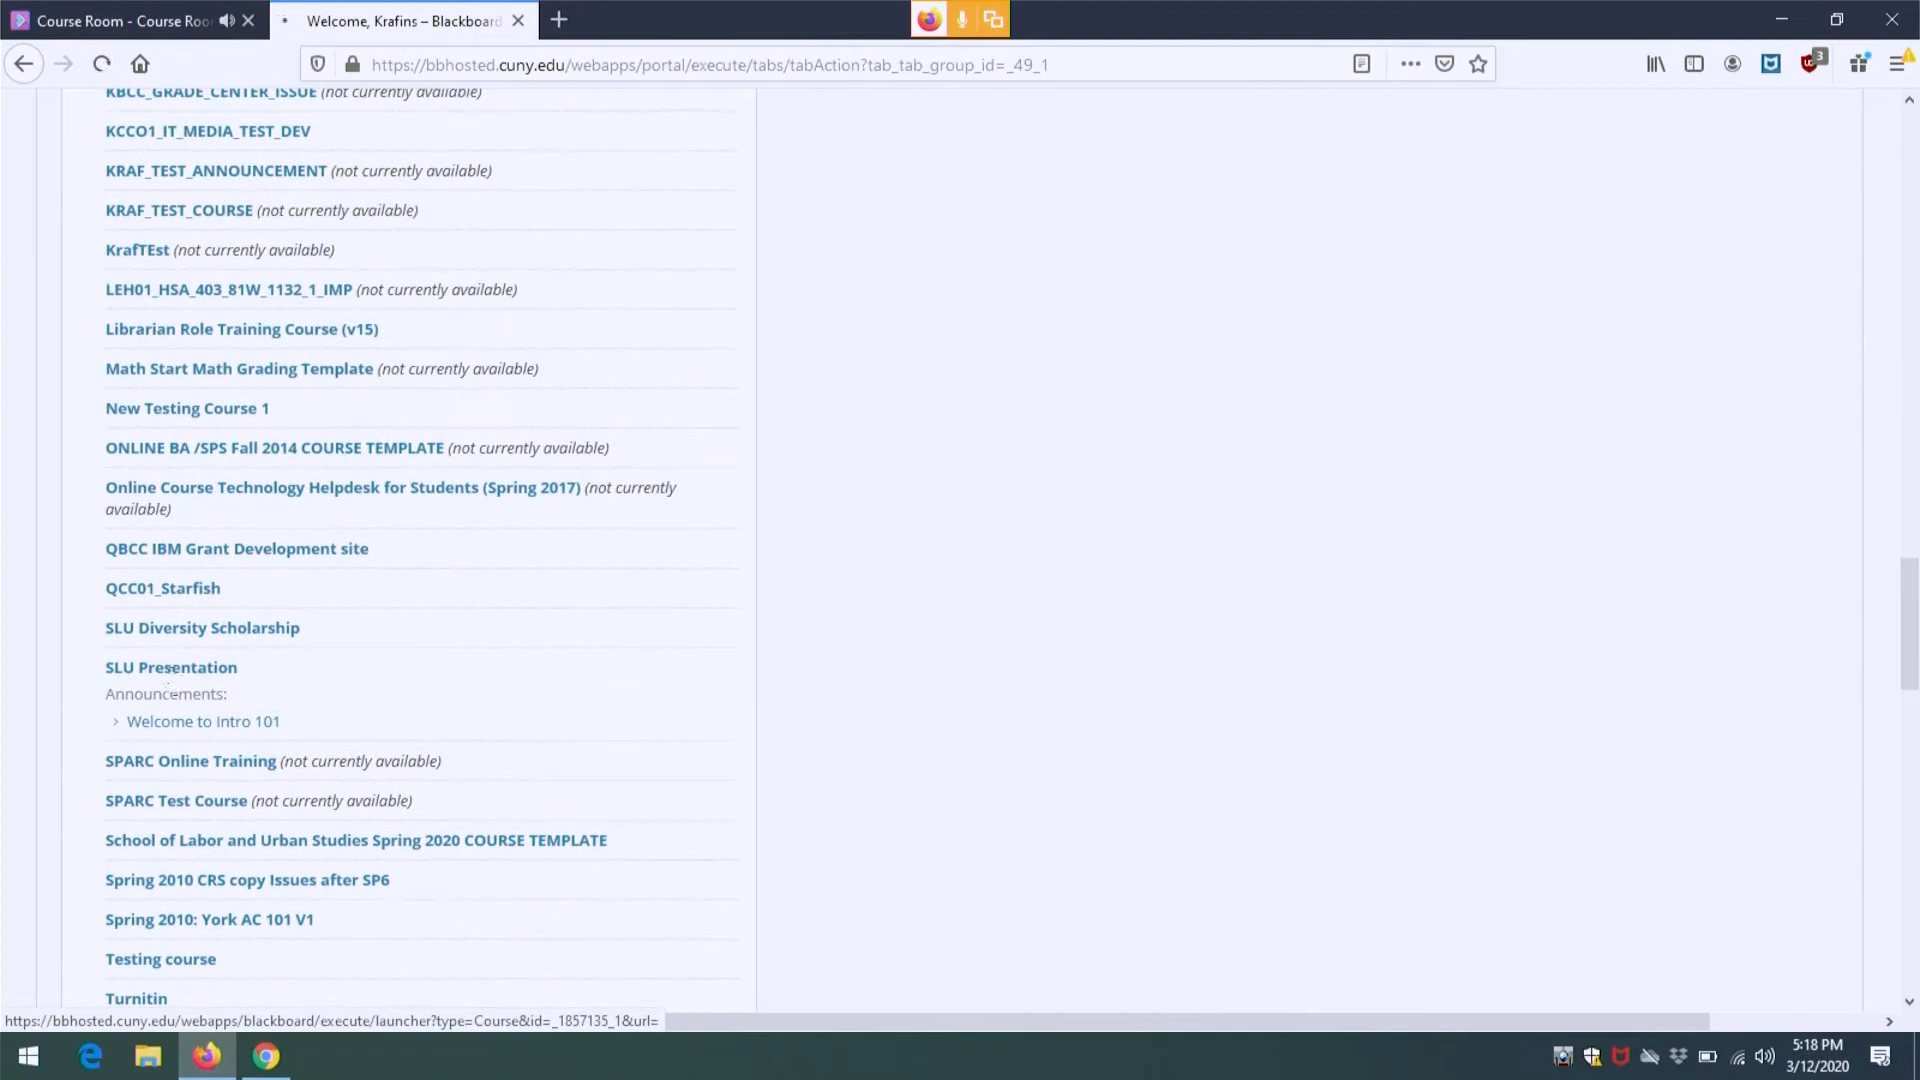 Course Room - Course Roo
Welcome, Krafins – Blackboard
https://bbhosted.cuny.edu/webapps/portal/execute/tabs/tabAction?tab_tab_group_id=_49_1
3
KBCC_GRADE_CENTER_ISSUE (not currently available)
KCCO1_IT_MEDIA_TEST_DEV
KRAF_TEST_ANNOUNCEMENT (not currently available)
KRAF_TEST_COURSE (not currently available)
KrafTEst (not currently available)
LEH01_HSA_403_81W_1132_1_IMP (not currently available)
Librarian Role Training Course (v15)
Math Start Math Grading Template (not currently available)
New Testing Course 1
ONLINE BA /SPS Fall 2014 COURSE TEMPLATE (not currently available)
Online Course Technology Helpdesk for Students (Spring 2017) (not currently
available)
QBCC IBM Grant Development site
QCC01_Starfish
SLU Diversity Scholarship
SLU Presentation
Announcements:
Welcome to Intro 101
SPARC Online Training (not currently available)
SPARC Test Course (not currently available)
School of Labor and Urban Studies Spring 2020 COURSE TEMPLATE
Spring 2010 CRS copy Issues after SP6
Spring 2010: York AC 101 V1
Testing course
Turnitin
https://bbhosted.cuny.edu/webapps/blackboard/execute/launcher?type=Course&id=_1857135_1&url=
5:18 PM
3/12/2020